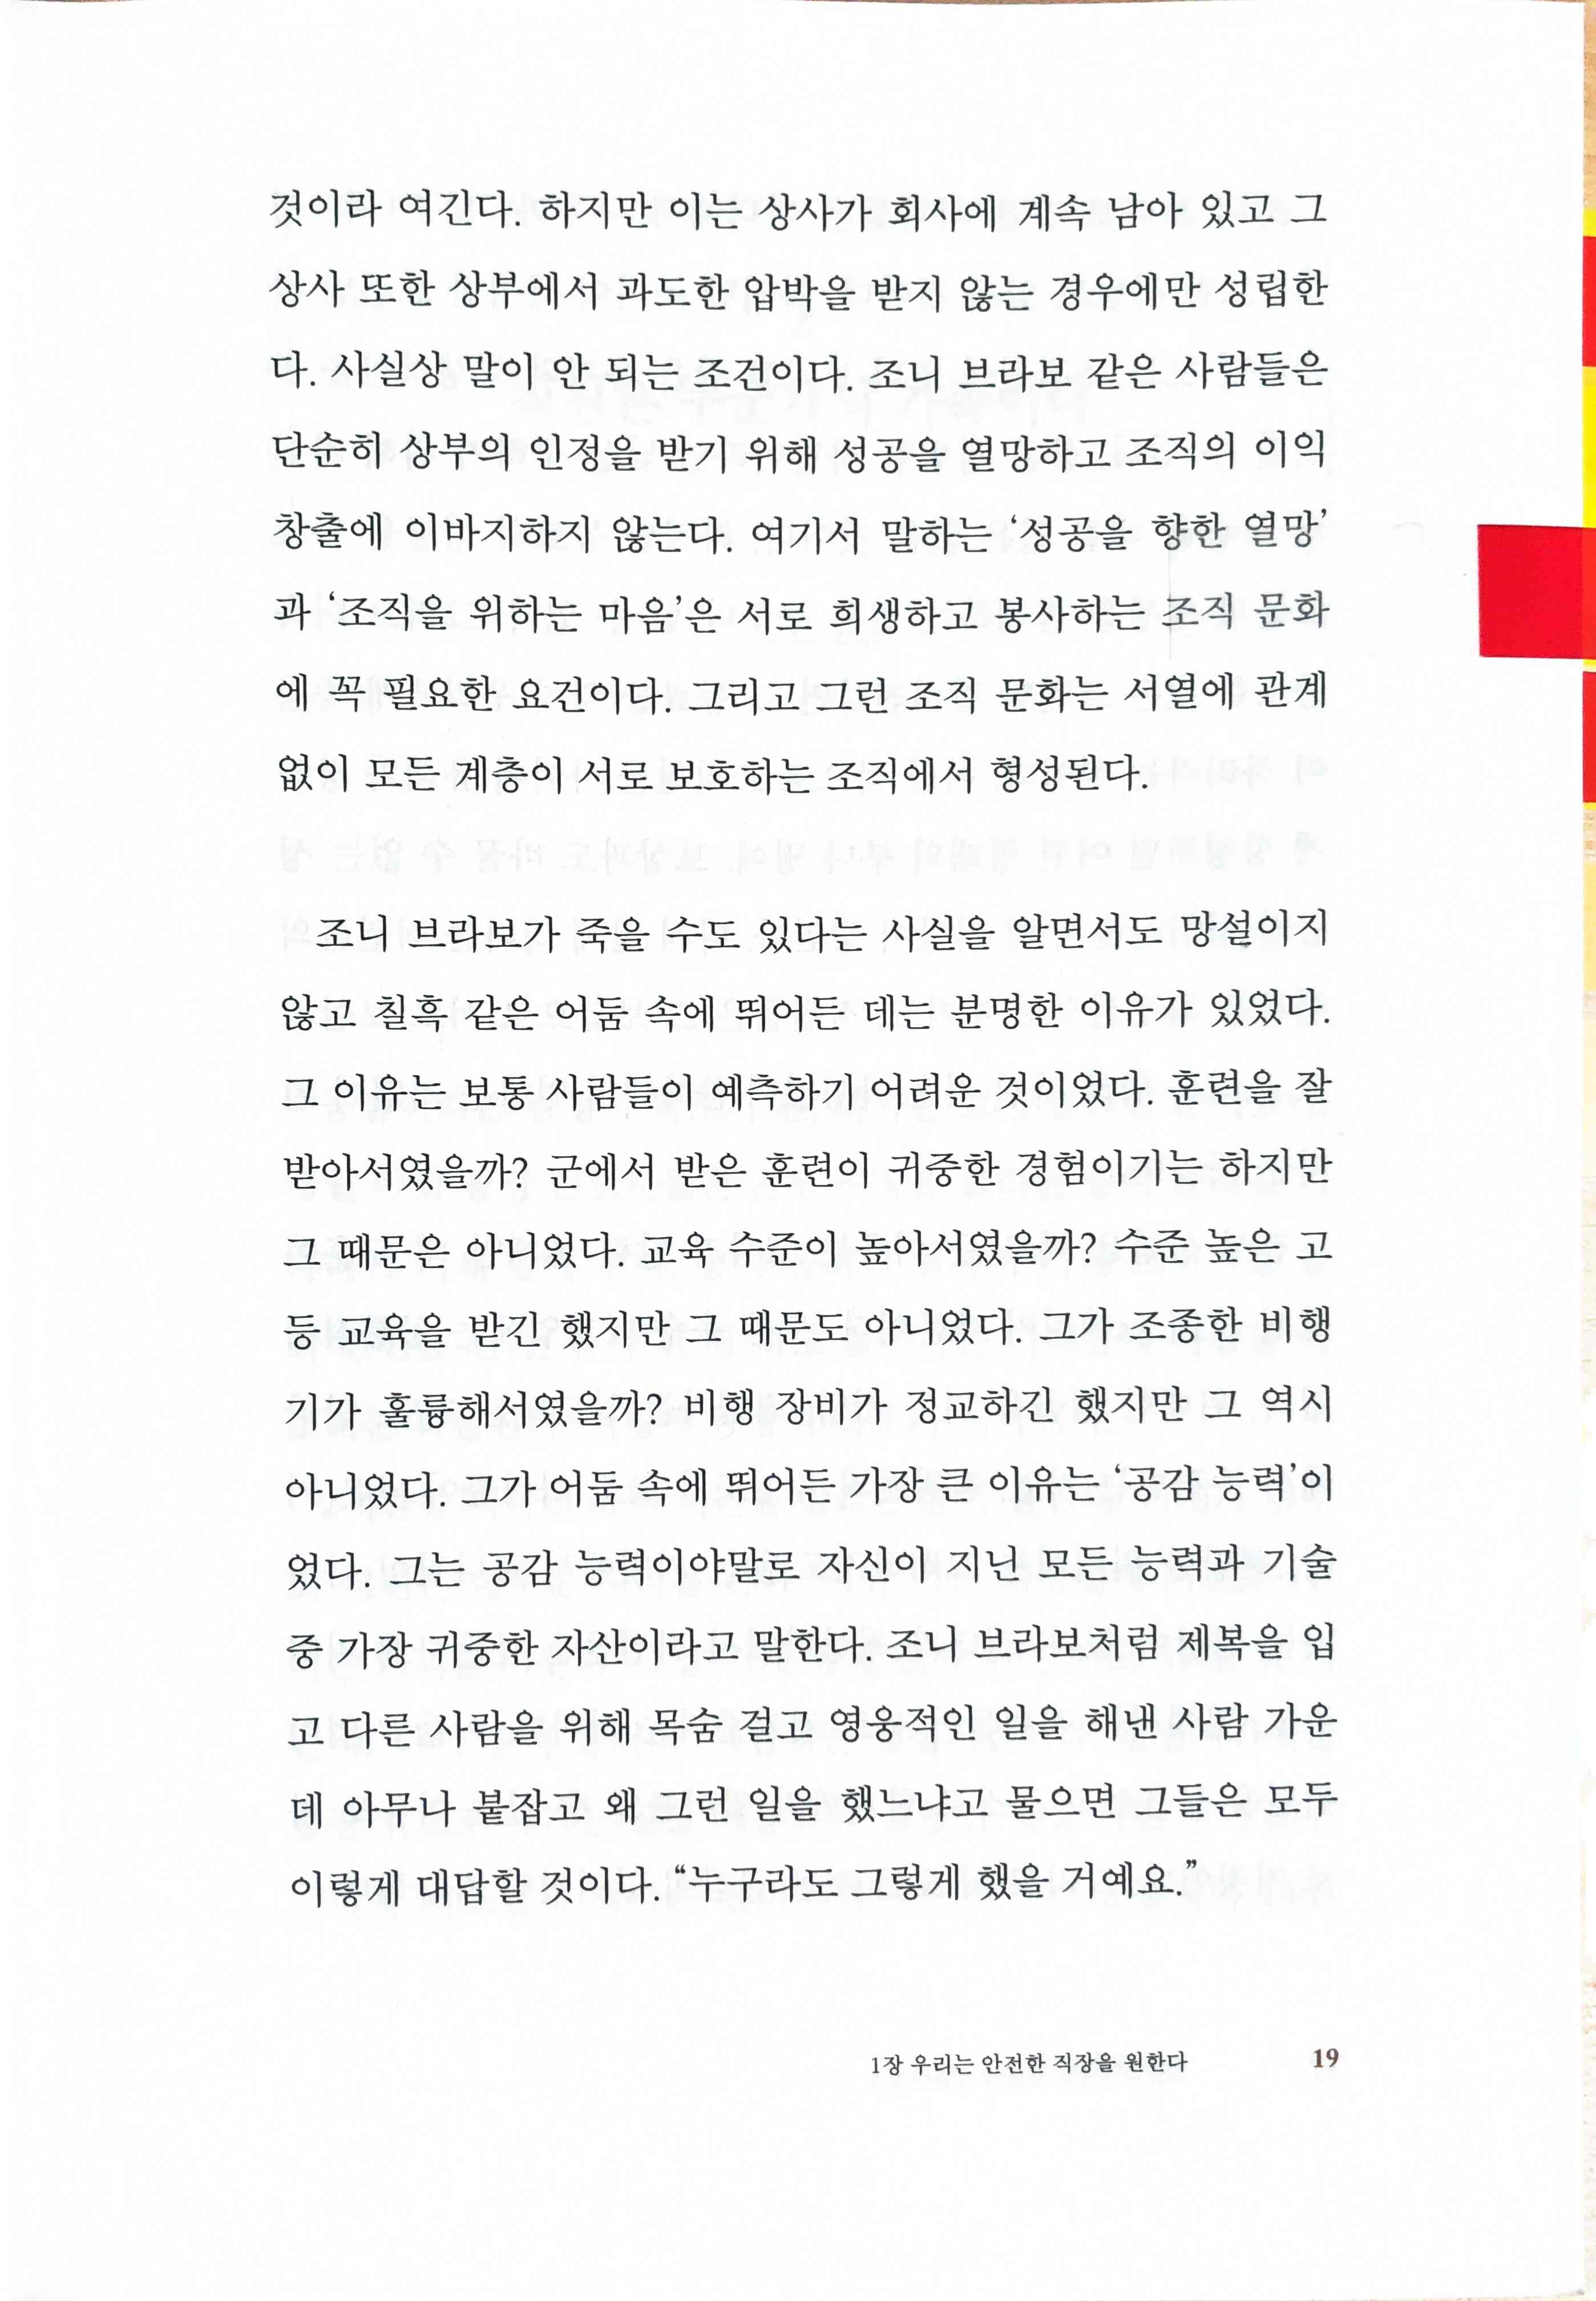 것이라 여긴다. 하지만 이는 상사가 회사에 계속 남아 있고 그
상사 또한 상부에서 과도한 압박을 받지 않는 경우에만 성립한
다. 사실상 말이 안 되는 조건이다. 조니 브라보 같은 사람들은
단순히 상부의 인정을 받기 위해 성공을 열망하고 조직의 이익
창출에 이바지하지 않는다. 여기서 말하는 ‘성공을 향한 열망’
과 ‘조직을 위하는 마음’은 서로 희생하고 봉사하는 조직 문화
에 꼭 필요한 요건이다. 그리고 그런 조직 문화는 서열에 관계
없이 모든 계층이 서로 보호하는 조직에서 형성된다.
조니 브라보가 죽을 수도 있다는 사실을 알면서도 망설이지
않고 칠흑 같은 어둠 속에 뛰어든 데는 분명한 이유가 있었다.
그 이유는 보통 사람들이 예측하기 어려운 것이었다. 훈련을 잘
받아서였을까? 군에서 받은 훈련이 귀중한 경험이기는 하지만
그 때문은 아니었다. 교육 수준이 높아서였을까? 수준 높은 고
등 교육을 받긴 했지만 그 때문도 아니었다. 그가 조종한 비행
기가 훌륭해서였을까? 비행 장비가 정교하긴 했지만 그 역시
아니었다. 그가 어둠 속에 뛰어든 가장 큰 이유는 ‘공감 능력’이
었다. 그는 공감 능력이야말로 자신이 지닌 모든 능력과 기술
중 가장 귀중한 자산이라고 말한다. 조니 브라보처럼 제복을 입
고 다른 사람을 위해 목숨 걸고 영웅적인 일을 해낸 사람 가운
데 아무나 붙잡고 왜 그런 일을 했느냐고 물으면 그들은 모두
이렇게 대답할 것이다. “누구라도 그렇게 했을 거예요.”
1장 우리는 안전한 직장을 원한다 19